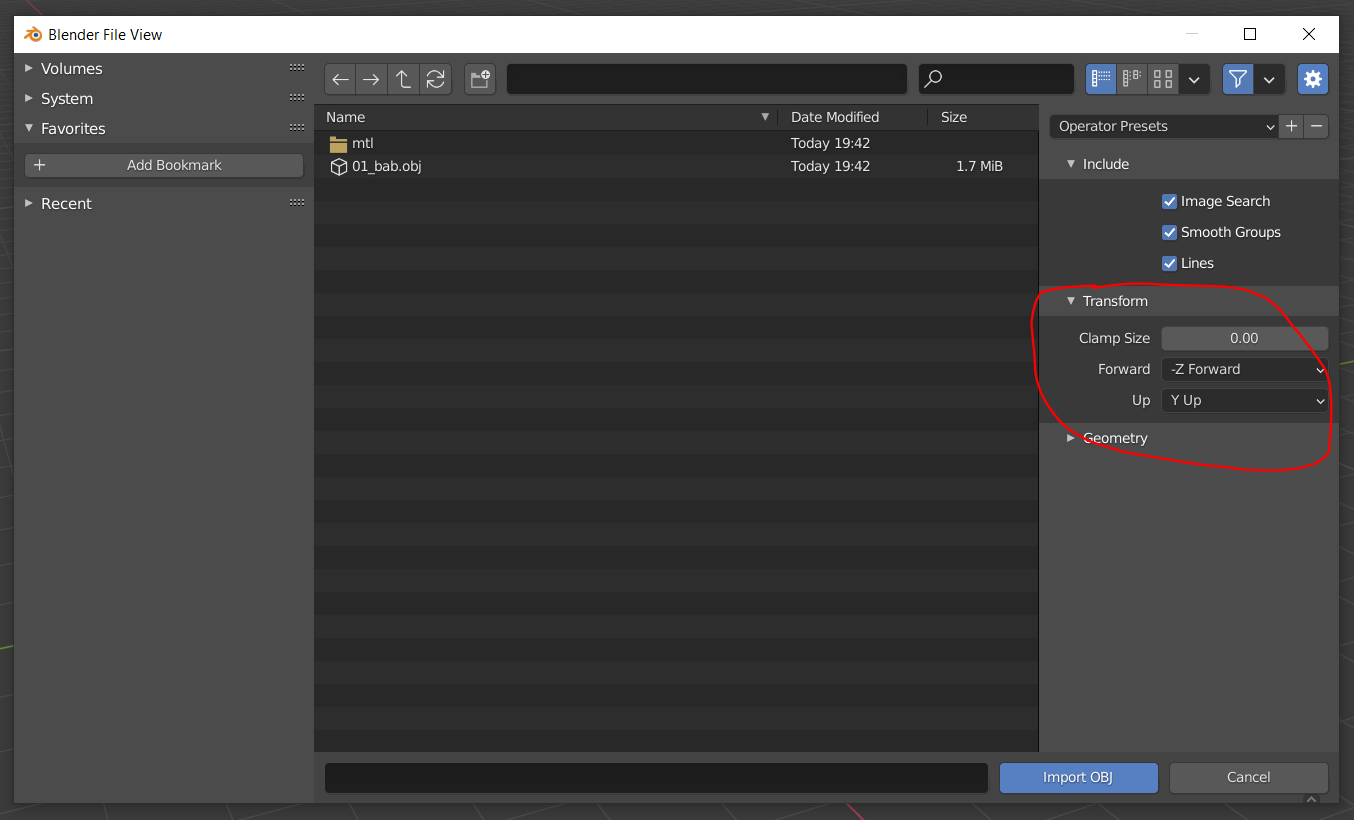 Blender File View
Volumes
System
Favorites
Add Bookmark
Recent
Name Date Modified Size
mtl Today 19:42
01_bab.obj Today 19:42 1.7 MiB
Operator Presets
Include
Image Search
Smooth Groups
Lines
Transform
Clamp Size 0.00
Forward -Z Forward
Up Y Up
Geometry
Import OBJ Cancel